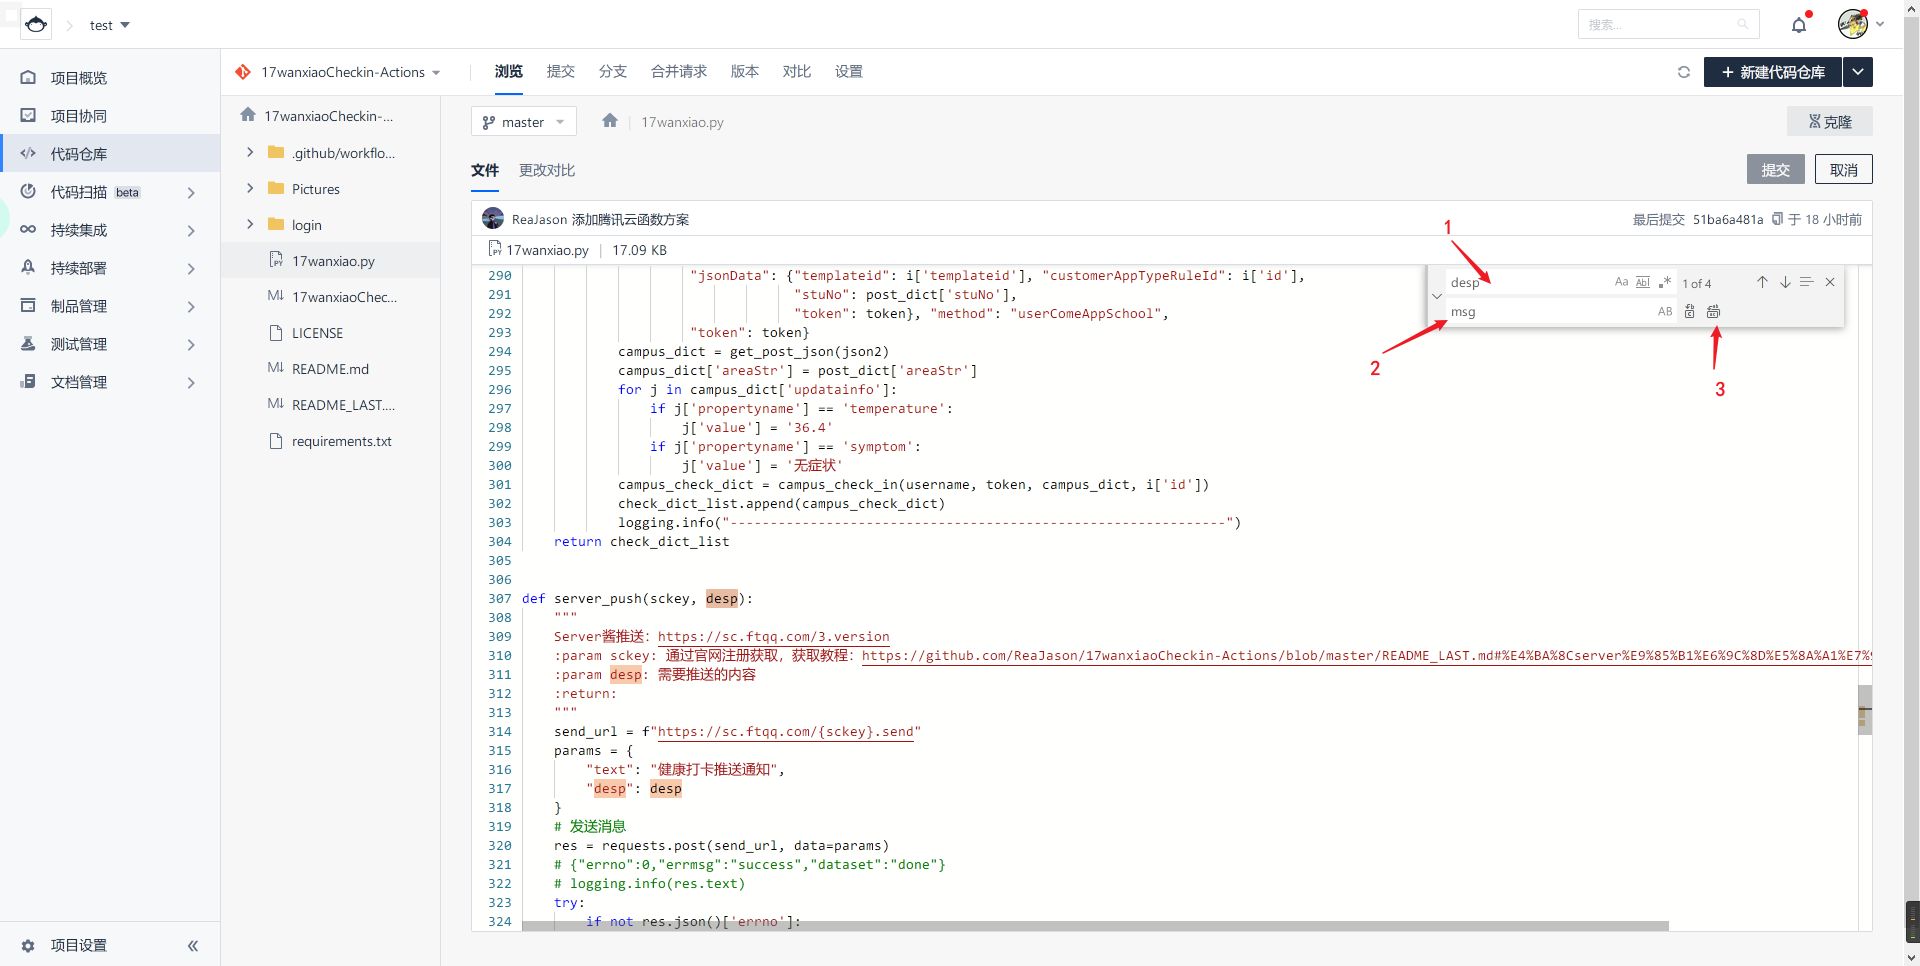 test
搜索...
项目概览
项目协同
代码仓库
代码扫描 beta
持续集成
持续部署
制品管理
测试管理
文档管理
项目设置
17wanxiaoCheckin-Actions
浏览 提交 分支 合并请求 版本 对比 设置
新建代码仓库
17wanxiaoCheckin-...
.github/workflo...
Pictures
login
17wanxiao.py
17wanxiaoChec...
LICENSE
README.md
README_LAST....
requirements.txt
master
17wanxiao.py
克隆
文件 更改对比
提交 取消
ReaJason 添加腾讯云函数方案
最后提交 51ba6a481a 于 18 小时前
17wanxiao.py | 17.09 KB
1
desp Aa Abl .* 1 of 4
msg AB
2
3
290 "jsonData": {"templateid": i['templateid'], "customerAppTypeRuleId": i['id'],
291 "stuNo": post_dict['stuNo'],
292 "token": token}, "method": "userComeAppSchool",
293 "token": token}
294 campus_dict = get_post_json(json2)
295 campus_dict['areaStr'] = post_dict['areaStr']
296 for j in campus_dict['updatainfo']:
297 if j['propertyname'] == 'temperature':
298 j['value'] = '36.4'
299 if j['propertyname'] == 'symptom':
300 j['value'] = '无症状'
301 campus_check_dict = campus_check_in(username, token, campus_dict, i['id'])
302 check_dict_list.append(campus_check_dict)
303 logging.info("--------------------------------------------------------------")
304 return check_dict_list
305
306
307 def server_push(sckey, desp):
308 """
309 Server酱推送：https://sc.ftqq.com/3.version
310 :param sckey: 通过官网注册获取，获取教程：https://github.com/ReaJason/17wanxiaoCheckin-Actions/blob/master/README_LAST.md#%E4%BA%8Cserver%E9%85%B1%E6%9C%8D%E5%8A%A1%E7%
311 :param desp: 需要推送的内容
312 :return:
313 """
314 send_url = f"https://sc.ftqq.com/{sckey}.send"
315 params = {
316 "text": "健康打卡推送通知",
317 "desp": desp
318 }
319 # 发送消息
320 res = requests.post(send_url, data=params)
321 # {"errno":0,"errmsg":"success","dataset":"done"}
322 # logging.info(res.text)
323 try:
324 if not res.json()['errno']: